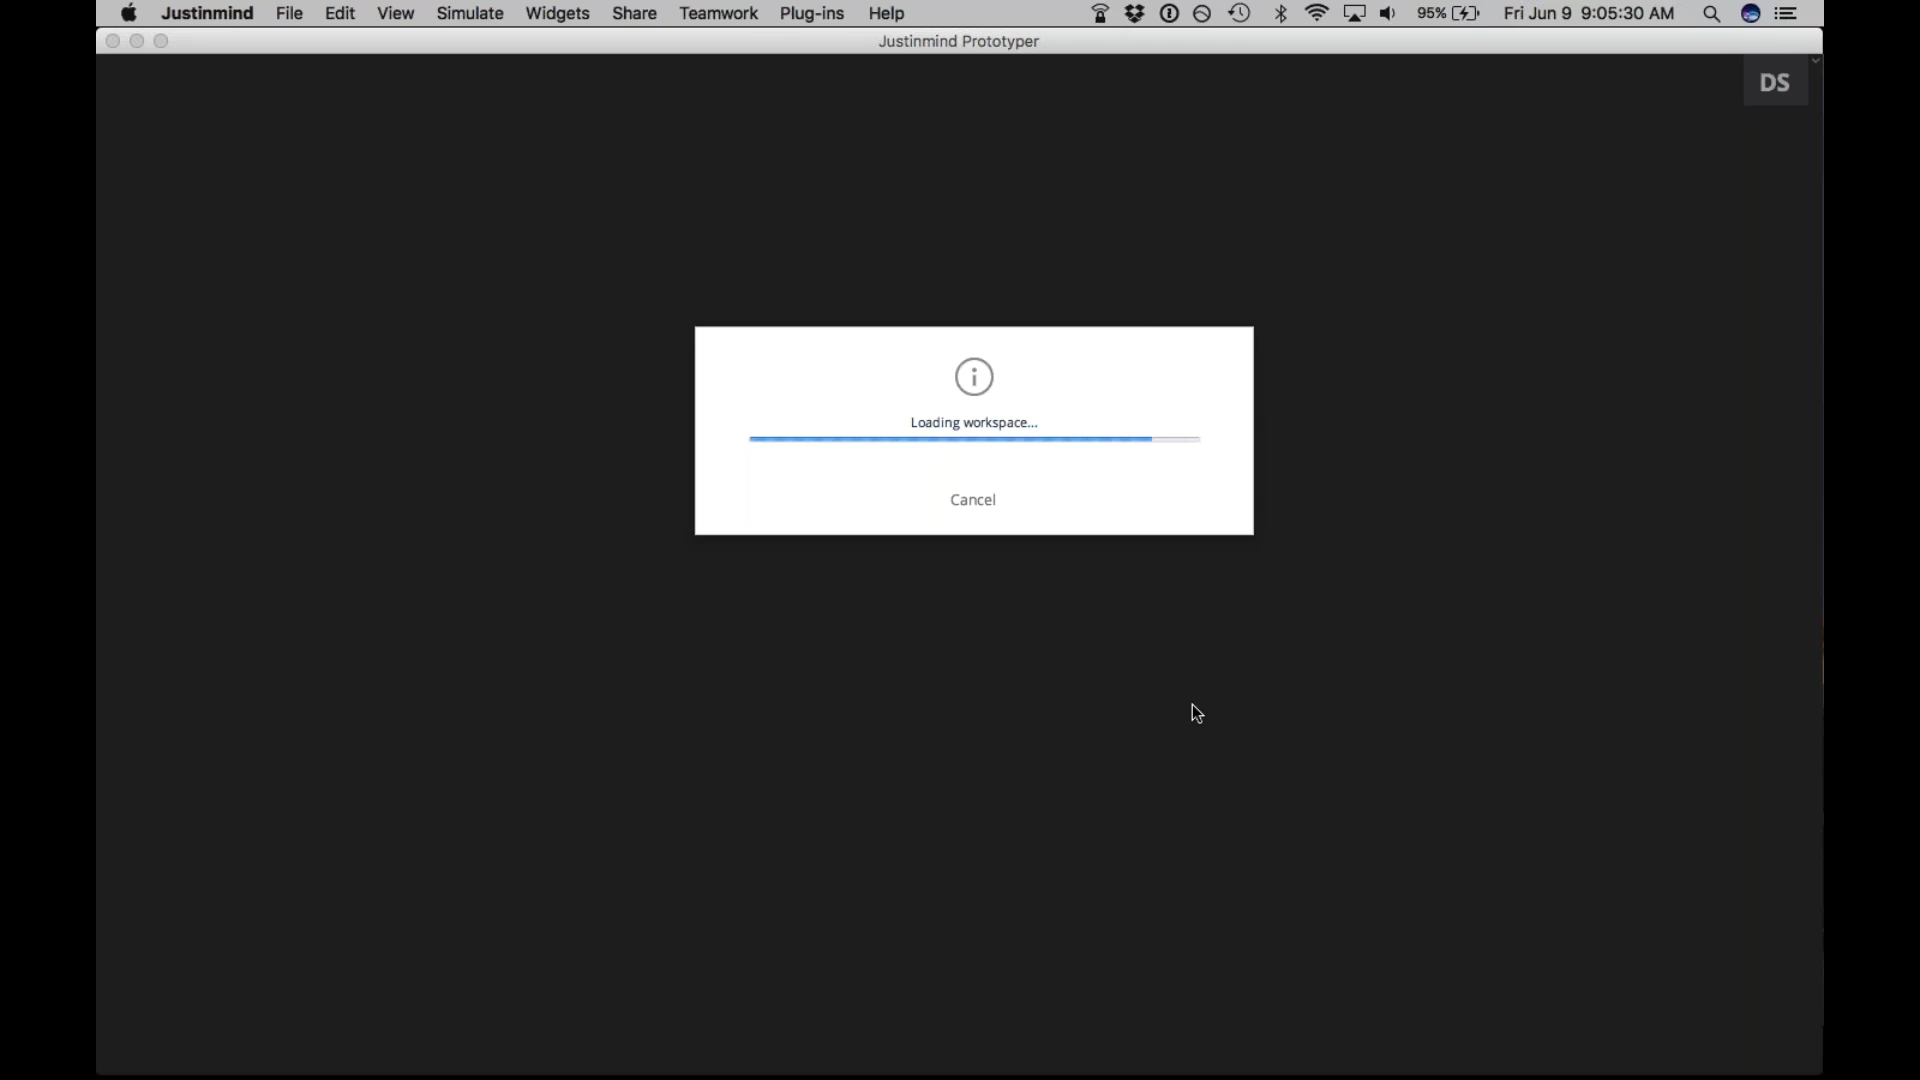 Justinmind File Edit View Simulate Widgets Share Teamwork Plug-ins Help 95% Fri Jun 9 9:05:30 AM
Justinmind Prototyper
DS
Loading workspace...
Cancel